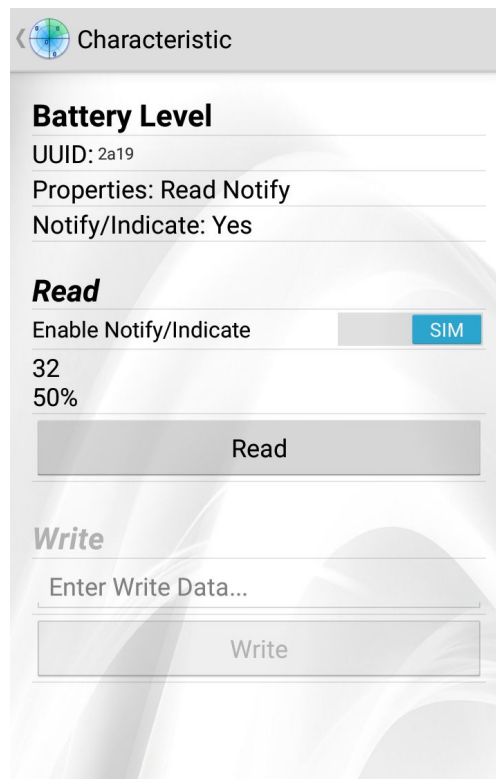 Characteristic
Battery Level
UUID: 2a19
Properties: Read Notify
Notify/Indicate: Yes
Read
Enable Notify/Indicate SIM
32
50%
Read
Write
Enter Write Data...
Write